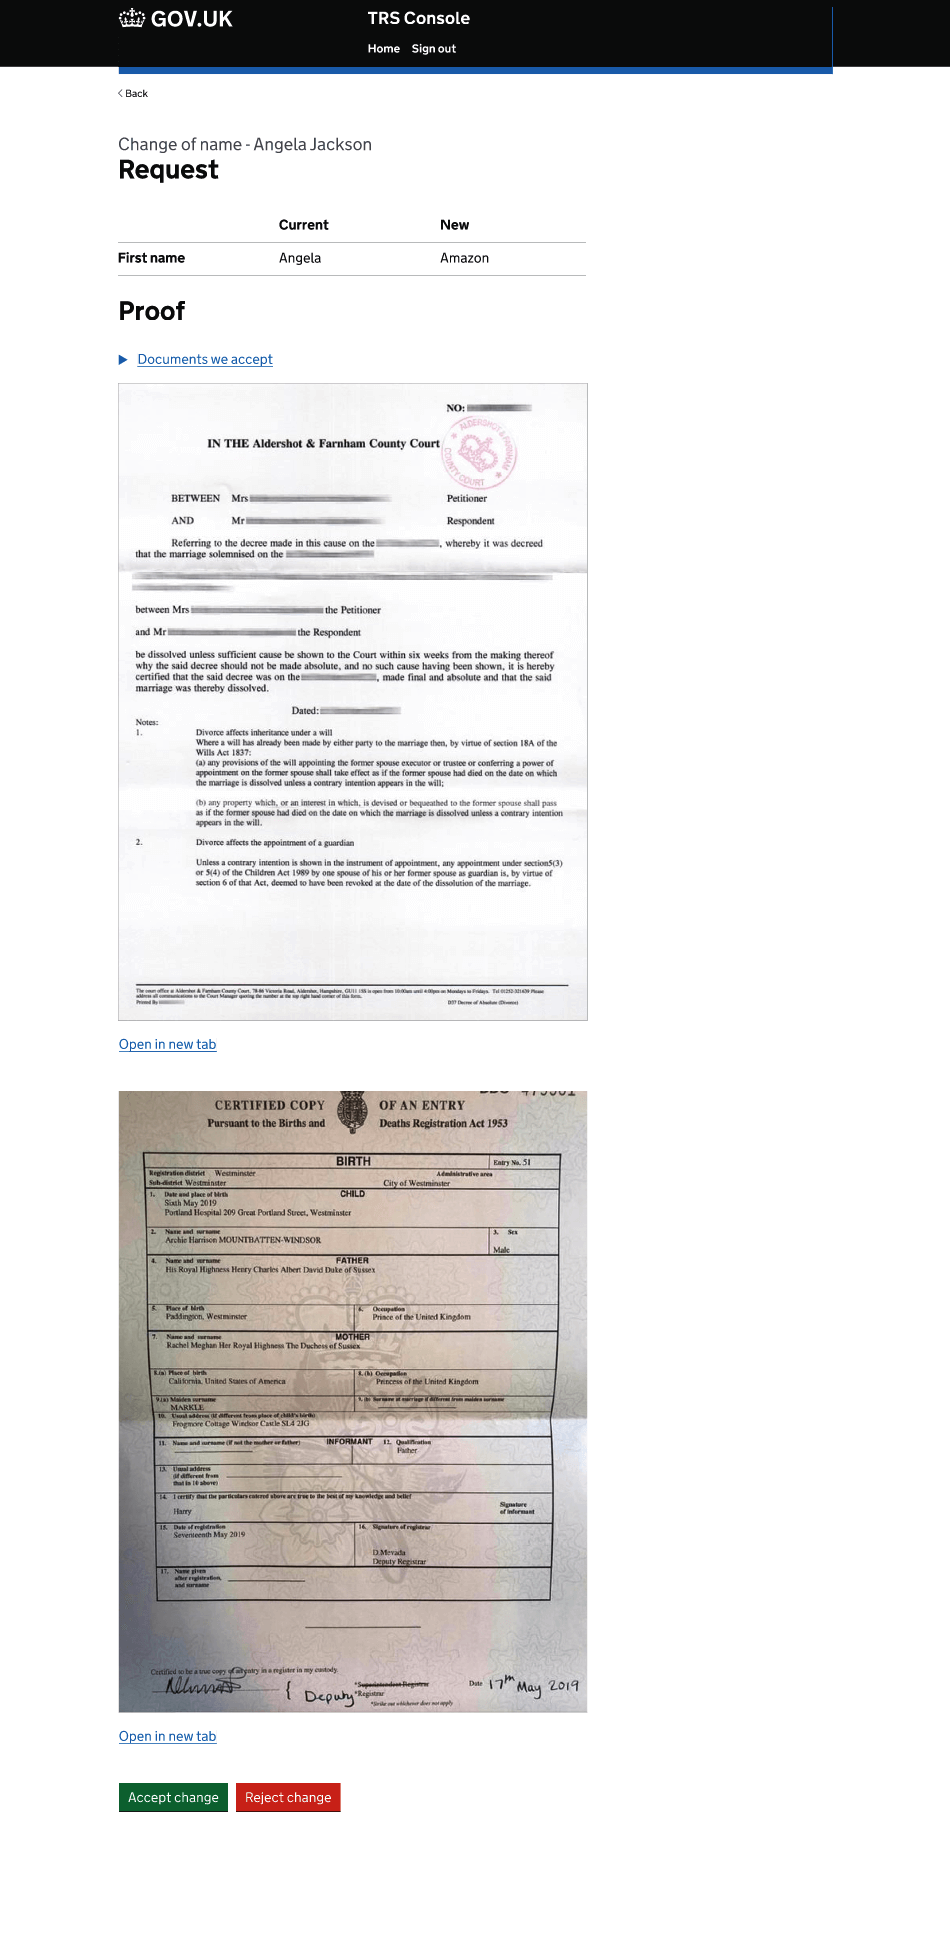 GOV.UK
TRS Console
Home Sign out
Back
Change of name - Angela Jackson
Request
Current New
First name Angela Amazon
Proof
Documents we accept
NO:
IN THE Aldershot & Farnham County Court
ALDERSHOT & FARNHAM
COUNTY COURT
BETWEEN Mrs Petitioner
AND Mr Respondent
Referring to the decree made in this cause on the , whereby it was decreed
that the marriage solemnised on the
between Mrs the Petitioner
and Mr the Respondent
be dissolved unless sufficient cause be shown to the Court within six weeks from the making thereof
why the said decree should not be made absolute, and no such cause having been shown, it is hereby
certified that the said decree was on the , made final and absolute and that the said
marriage was thereby dissolved.
Dated:
Notes:
1. Divorce affects inheritance under a will
Where a will has already been made by either party to the marriage then, by virtue of section 18A of the
Wills Act 1837:
(a) any provisions of the will appointing the former spouse executor or trustee or conferring a power of
appointment on the former spouse shall take effect as if the former spouse had died on the date on which
the marriage is dissolved unless a contrary intention appears in the will;
(b) any property which, or an interest in which, is devised or bequeathed to the former spouse shall pass
as if the former spouse had died on the date on which the marriage is dissolved unless a contrary intention
appears in the will.
2. Divorce affects the appointment of a guardian
Unless a contrary intention is shown in the instrument of appointment, any appointment under section5(3)
or 5(4) of the Children Act 1989 by one spouse of his or her former spouse as guardian is, by virtue of
section 6 of that Act, deemed to have been revoked at the date of the dissolution of the marriage.
The court office at Aldershot & Farnham County Court, 78-86 Victoria Road, Aldershot, Hampshire, GU11 1SS is open from 10:00am until 4:00pm on Mondays to Fridays. Tel 01252-321639 Please
address all communications to the Court Manager quoting the number at the top right hand corner of this form.
Printed By D37 Decree of Absolute (Divorce)
Open in new tab
CERTIFIED COPY OF AN ENTRY
Pursuant to the Births and Deaths Registration Act 1953
BIRTH Entry No. 51
Registration district Westminster Administrative area
Sub-district Westminster City of Westminster
1. Date and place of birth CHILD
Sixth May 2019
Portland Hospital 209 Great Portland Street, Westminster
2. Name and surname 3. Sex
Archie Harrison MOUNTBATTEN-WINDSOR
Male
4. Name and surname FATHER
His Royal Highness Henry Charles Albert David Duke of Sussex
5. Place of birth 6. Occupation
Paddington, Westminster Prince of the United Kingdom
7. Name and surname MOTHER
Rachel Meghan Her Royal Highness The Duchess of Sussex
8.(a) Place of birth 8. (b) Occupation
California, United States of America Princess of the United Kingdom
9.(a) Maiden surname 9. (b) Surname at marriage if different from maiden surname
MARKLE
10. Usual address (if different from place of child's birth)
Frogmore Cottage Windsor Castle SL4 2JG
11. Name and surname (if not the mother or father) INFORMANT 12. Qualification
Father
13. Usual address
(if different from
that in 10 above)
14. I certify that the particulars entered above are true to the best of my knowledge and belief
Harry Signature
of informant
15. Date of registration 16. Signature of registrar
Seventeenth May 2019
D.Mevada
Deputy Registrar
17. Name given
after registration,
and surname
Certified to be a true copy of an entry in a register in my custody.
Deputy *Superintendent Registrar
*Registrar
*Strike out whichever does not apply
Date 17th May 2019
Open in new tab
Accept change Reject change